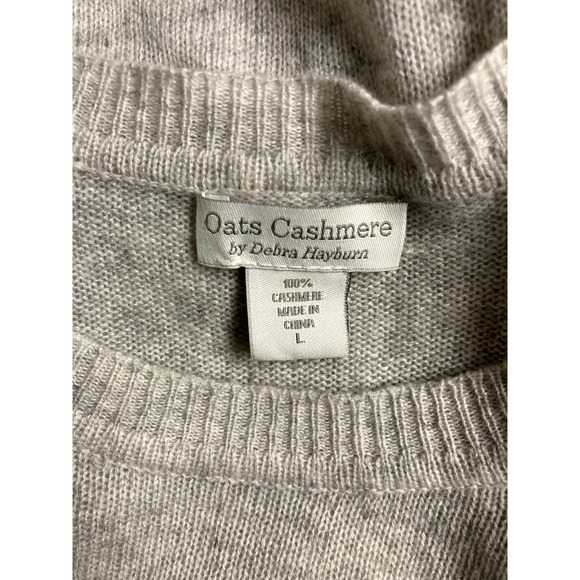 Oats Cashmere
by Debra Hayburn
100%
CASHMERE
MADE IN
CHINA
L